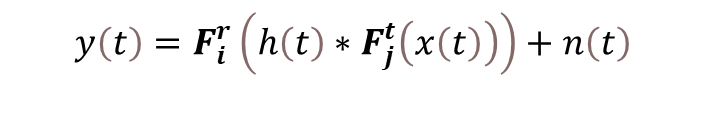 y(t) = F_i^r (h(t) * F_j^t(x(t))) + n(t)